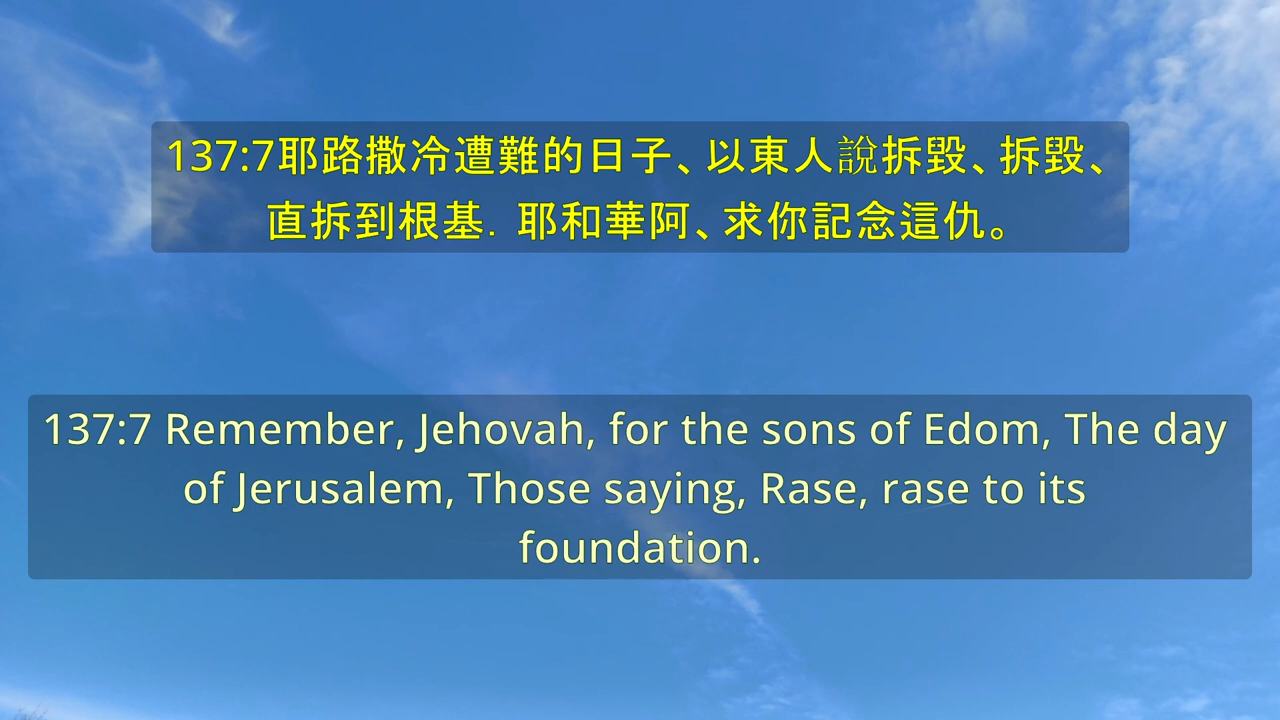 137:7耶路撒冷遭難的日子、以東人說拆毀、拆毀、
直拆到根基．耶和華阿、求你記念這仇。
137:7 Remember, Jehovah, for the sons of Edom, The day
of Jerusalem, Those saying, Rase, rase to its
foundation.